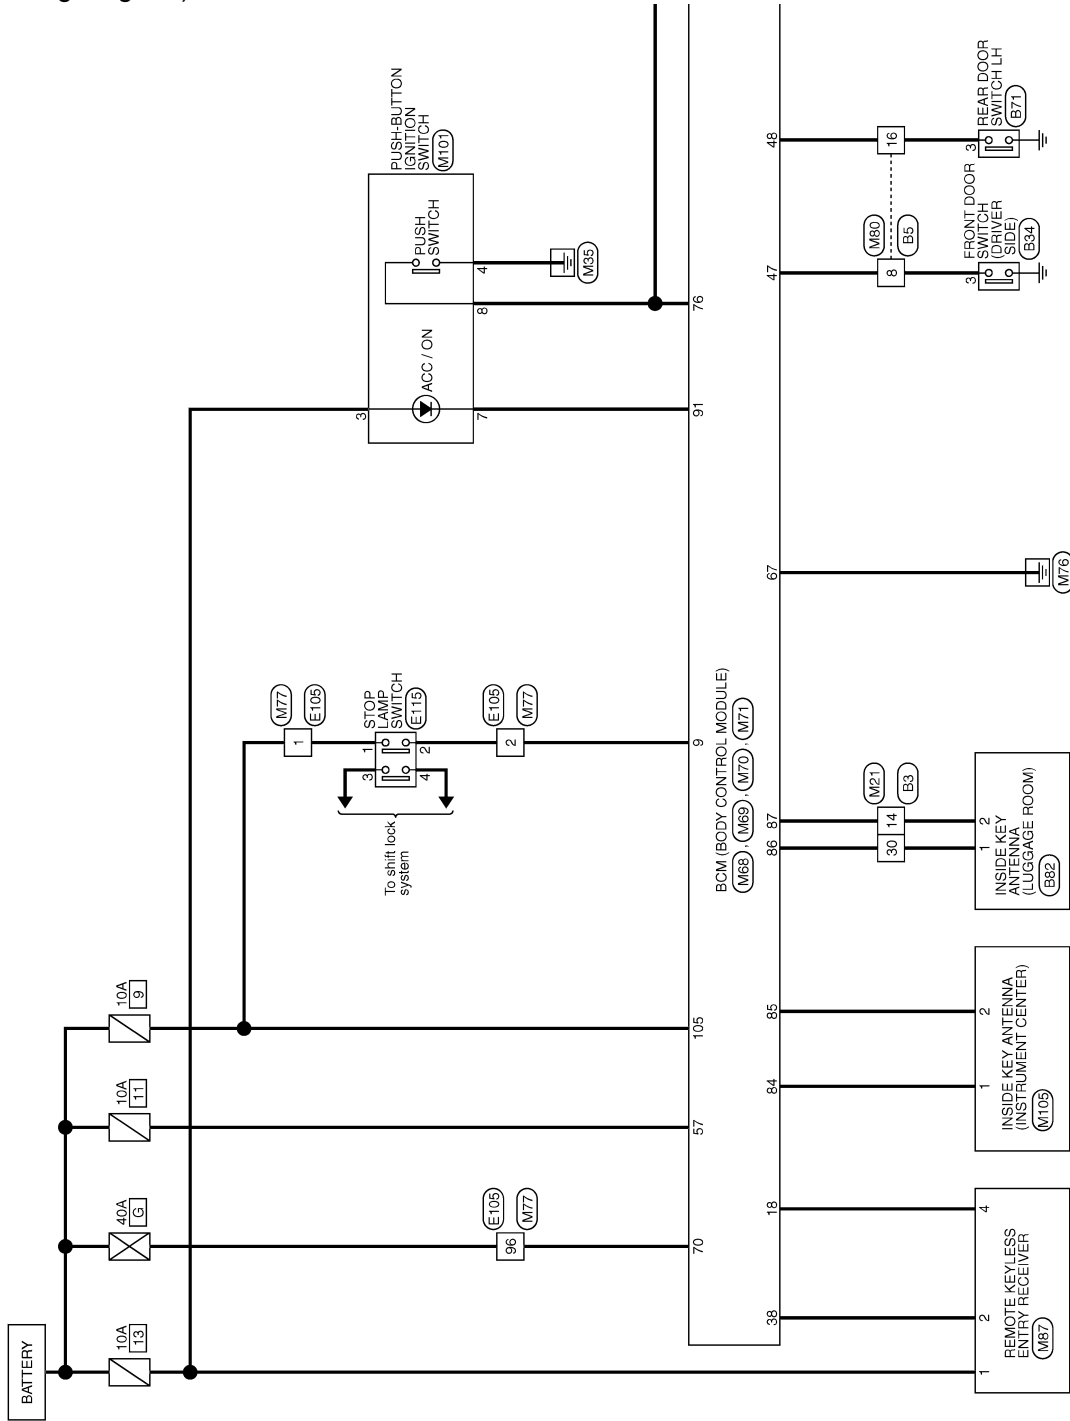 BATTERY
10A
13
40A
G
10A
11
10A
9
E105
M77
96
M77
E105
1
STOP
LAMP
SWITCH
E115
1
2
3
4
To shift lock
system
E105
M77
2
PUSH-BUTTON
IGNITION
SWITCH
M101
3
7
ACC / ON
PUSH
SWITCH
4
8
M35
70
57
105
9
91
76
BCM (BODY CONTROL MODULE)
M68 , M69 , M70 , M71
38
18
84
85
86
87
67
47
48
M21
B3
30
14
M80
B5
8
16
1
2
4
REMOTE KEYLESS
ENTRY RECEIVER
M87
1
2
INSIDE KEY ANTENNA
(INSTRUMENT CENTER)
M105
1
2
INSIDE KEY
ANTENNA
(LUGGAGE ROOM)
B82
M76
3
FRONT DOOR
SWITCH
(DRIVER
SIDE)
B34
3
REAR DOOR
SWITCH LH
B71